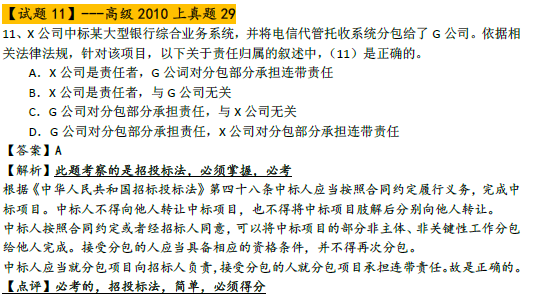 【试题 11】---高级 2010 上真题 29
11、X 公司中标某大型银行综合业务系统，并将电信代管托收系统分包给了 G 公司。依据相
关法律法规，针对该项目，以下关于责任归属的叙述中，（11）是正确的。
A．X 公司是责任者，G 公词对分包部分承担连带责任
B．X 公司是责任者，与 G 公司无关
C．G 公司对分包部分承担责任，与 X 公司无关
D．G 公司对分包部分承担责任，X 公司对分包部分承担连带责任
【答案】A
【解析】此题考察的是招投标法，必须掌握，必考
根据《中华人民共和国招标投标法》第四十八条中标人应当按照合同约定履行义务，完成中
标项目。中标人不得向他人转让中标项目，也不得将中标项目肢解后分别向他人转让。
中标人按照合同约定或者经招标人同意，可以将中标项目的部分非主体、非关键性工作分包
给他人完成。接受分包的人应当具备相应的资格条件，并不得再次分包。
中标人应当就分包项目向招标人负责，接受分包的人就分包项目承担连带责任。故是正确的。
【点评】必考的，招投标法，简单，必须得分